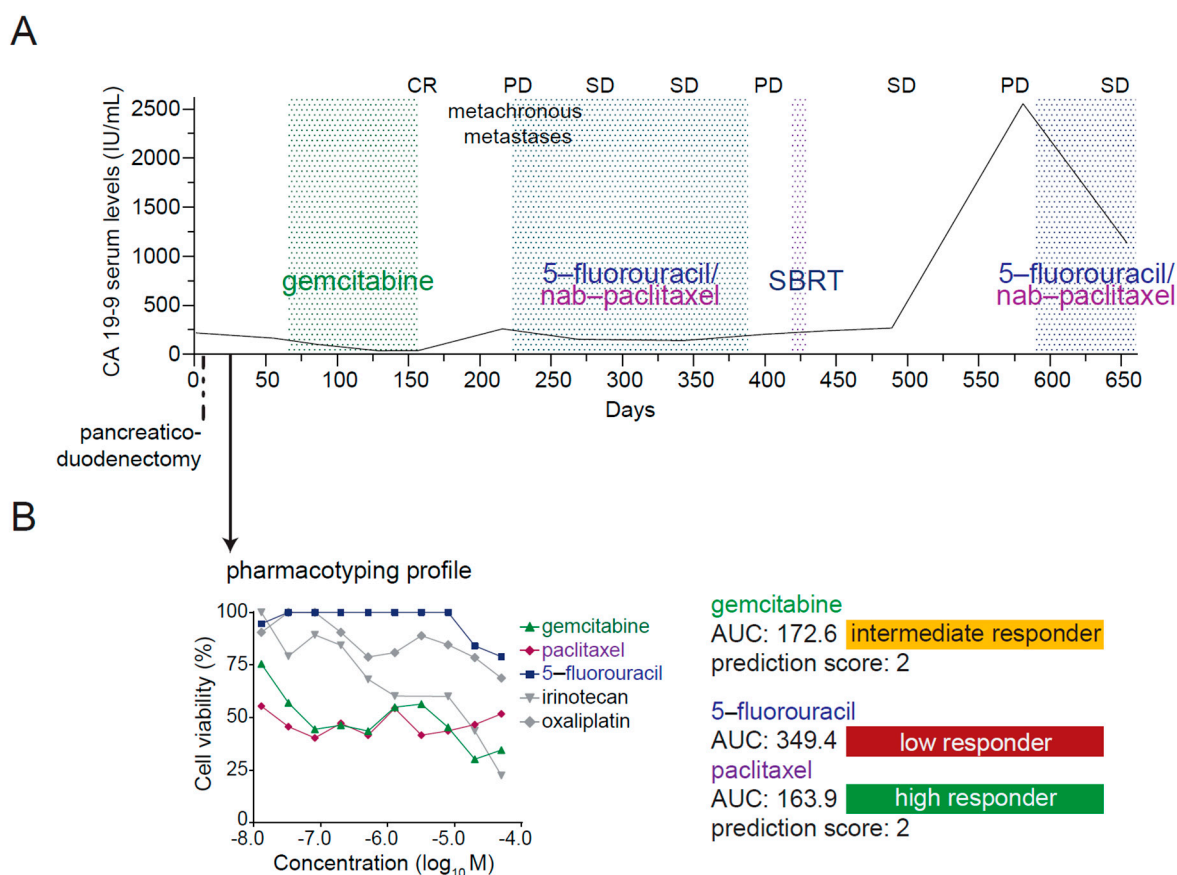 A
CR PD SD SD PD SD PD SD
metachronous
metastases
CA 19-9 serum levels (IU/mL)
2500
2000
1500
1000
500
0
gemcitabine
5–fluorouracil/
nab–paclitaxel
SBRT
5–fluorouracil/
nab–paclitaxel
0 50 100 150 200 250 300 350 400 450 500 550 600 650
Days
pancreatico-
duodenectomy
B
pharmacotyping profile
Cell viability (%)
100
75
50
25
0
-8.0 -7.0 -6.0 -5.0 -4.0
Concentration (log10 M)
gemcitabine
paclitaxel
5–fluorouracil
irinotecan
oxaliplatin
gemcitabine
AUC: 172.6 intermediate responder
prediction score: 2
5–fluorouracil
AUC: 349.4 low responder
paclitaxel
AUC: 163.9 high responder
prediction score: 2